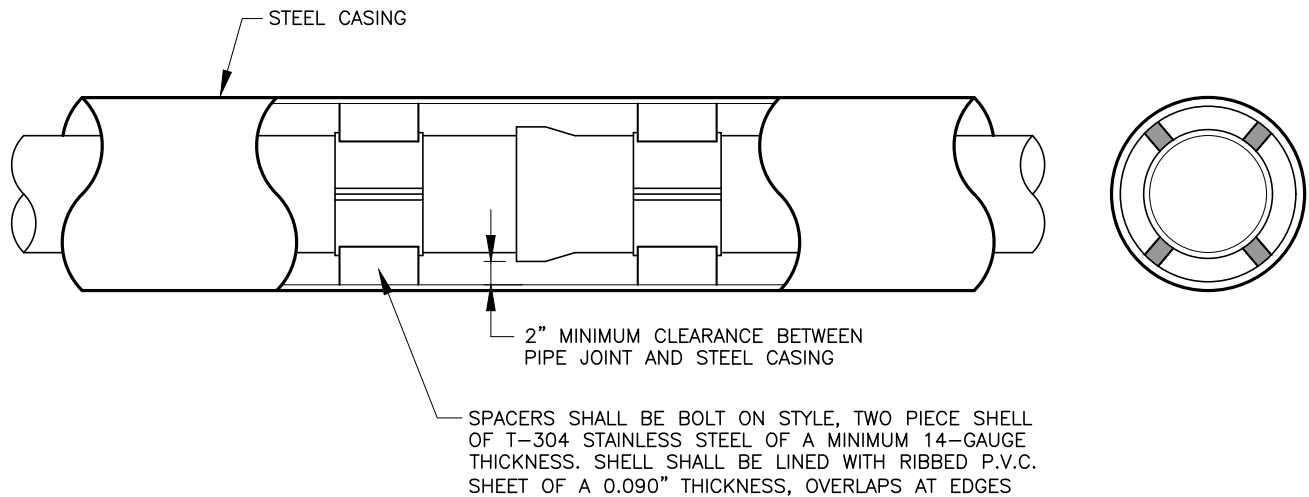 STEEL CASING
2” MINIMUM CLEARANCE BETWEEN
PIPE JOINT AND STEEL CASING
SPACERS SHALL BE BOLT ON STYLE, TWO PIECE SHELL
OF T-304 STAINLESS STEEL OF A MINIMUM 14-GAUGE
THICKNESS. SHELL SHALL BE LINED WITH RIBBED P.V.C.
SHEET OF A 0.090” THICKNESS, OVERLAPS AT EDGES